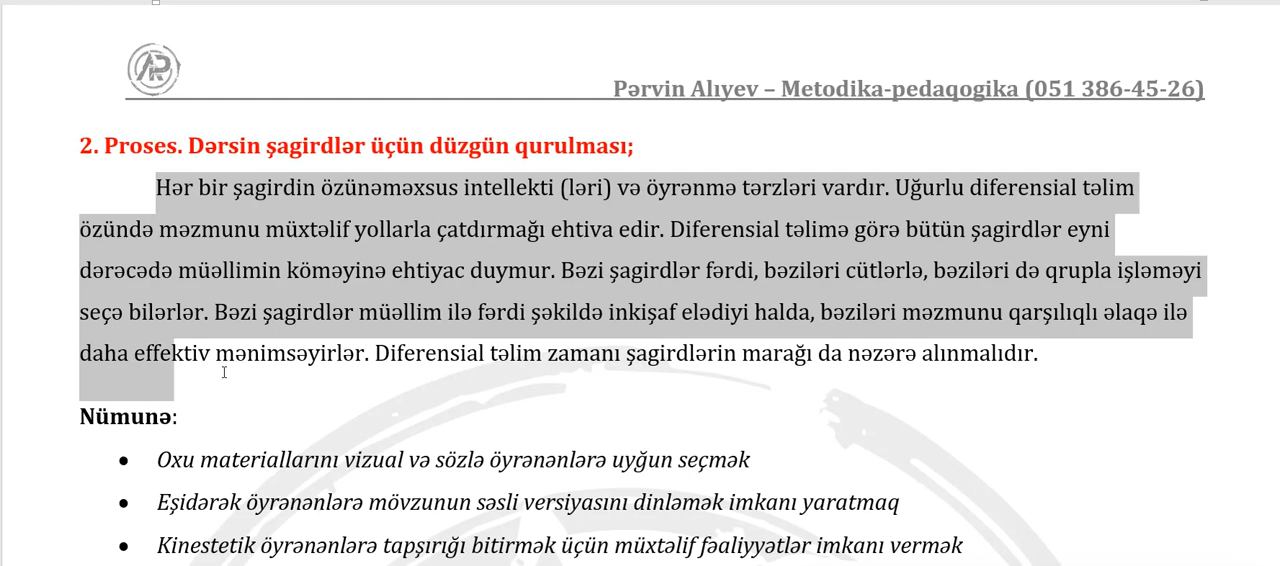 Pərvin Alıyev – Metodika-pedaqogika (051 386-45-26)
2. Proses. Dərsin şagirdlər üçün düzgün qurulması;
Hər bir şagirdin özünəməxsus intellekti (ləri) və öyrənmə tərzləri vardır. Uğurlu diferensial təlim
özündə məzmunu müxtəlif yollarla çatdırmağı ehtiva edir. Diferensial təlimə görə bütün şagirdlər eyni
dərəcədə müəllimin köməyinə ehtiyac duymur. Bəzi şagirdlər fərdi, bəziləri cütlərlə, bəziləri də qrupla işləməyi
seçə bilərlər. Bəzi şagirdlər müəllim ilə fərdi şəkildə inkişaf elədiyi halda, bəziləri məzmunu qarşılıqlı əlaqə ilə
daha effektiv mənimsəyirlər. Diferensial təlim zamanı şagirdlərin marağı da nəzərə alınmalıdır.
Nümunə:
• Oxu materiallarını vizual və sözlə öyrənənlərə uyğun seçmək
• Eşidərək öyrənənlərə mövzunun səsli versiyasını dinləmək imkanı yaratmaq
• Kinestetik öyrənənlərə tapşırığı bitirmək üçün müxtəlif fəaliyyətlər imkanı vermək